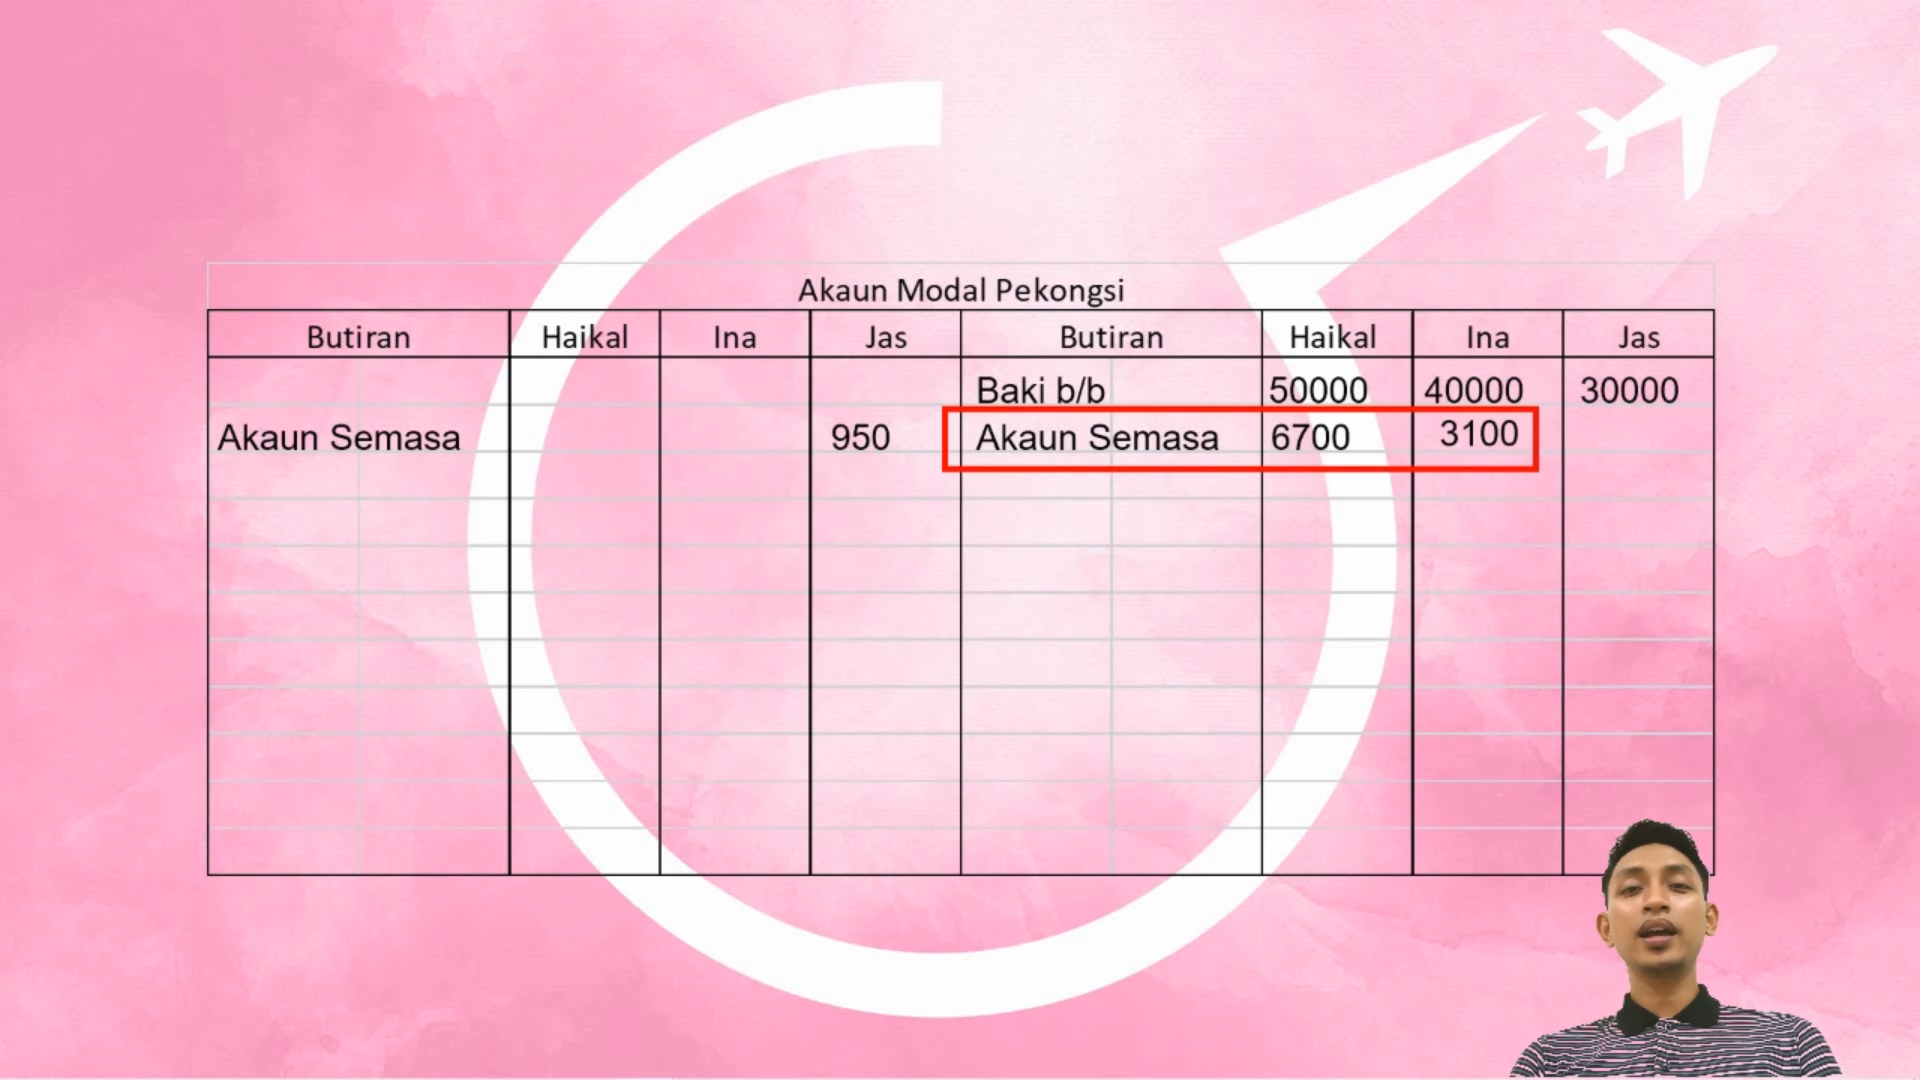 Akaun Modal Pekongsi
Butiran Haikal Ina Jas Butiran Haikal Ina Jas
Baki b/b 50000 40000 30000
Akaun Semasa 950 Akaun Semasa 6700 3100